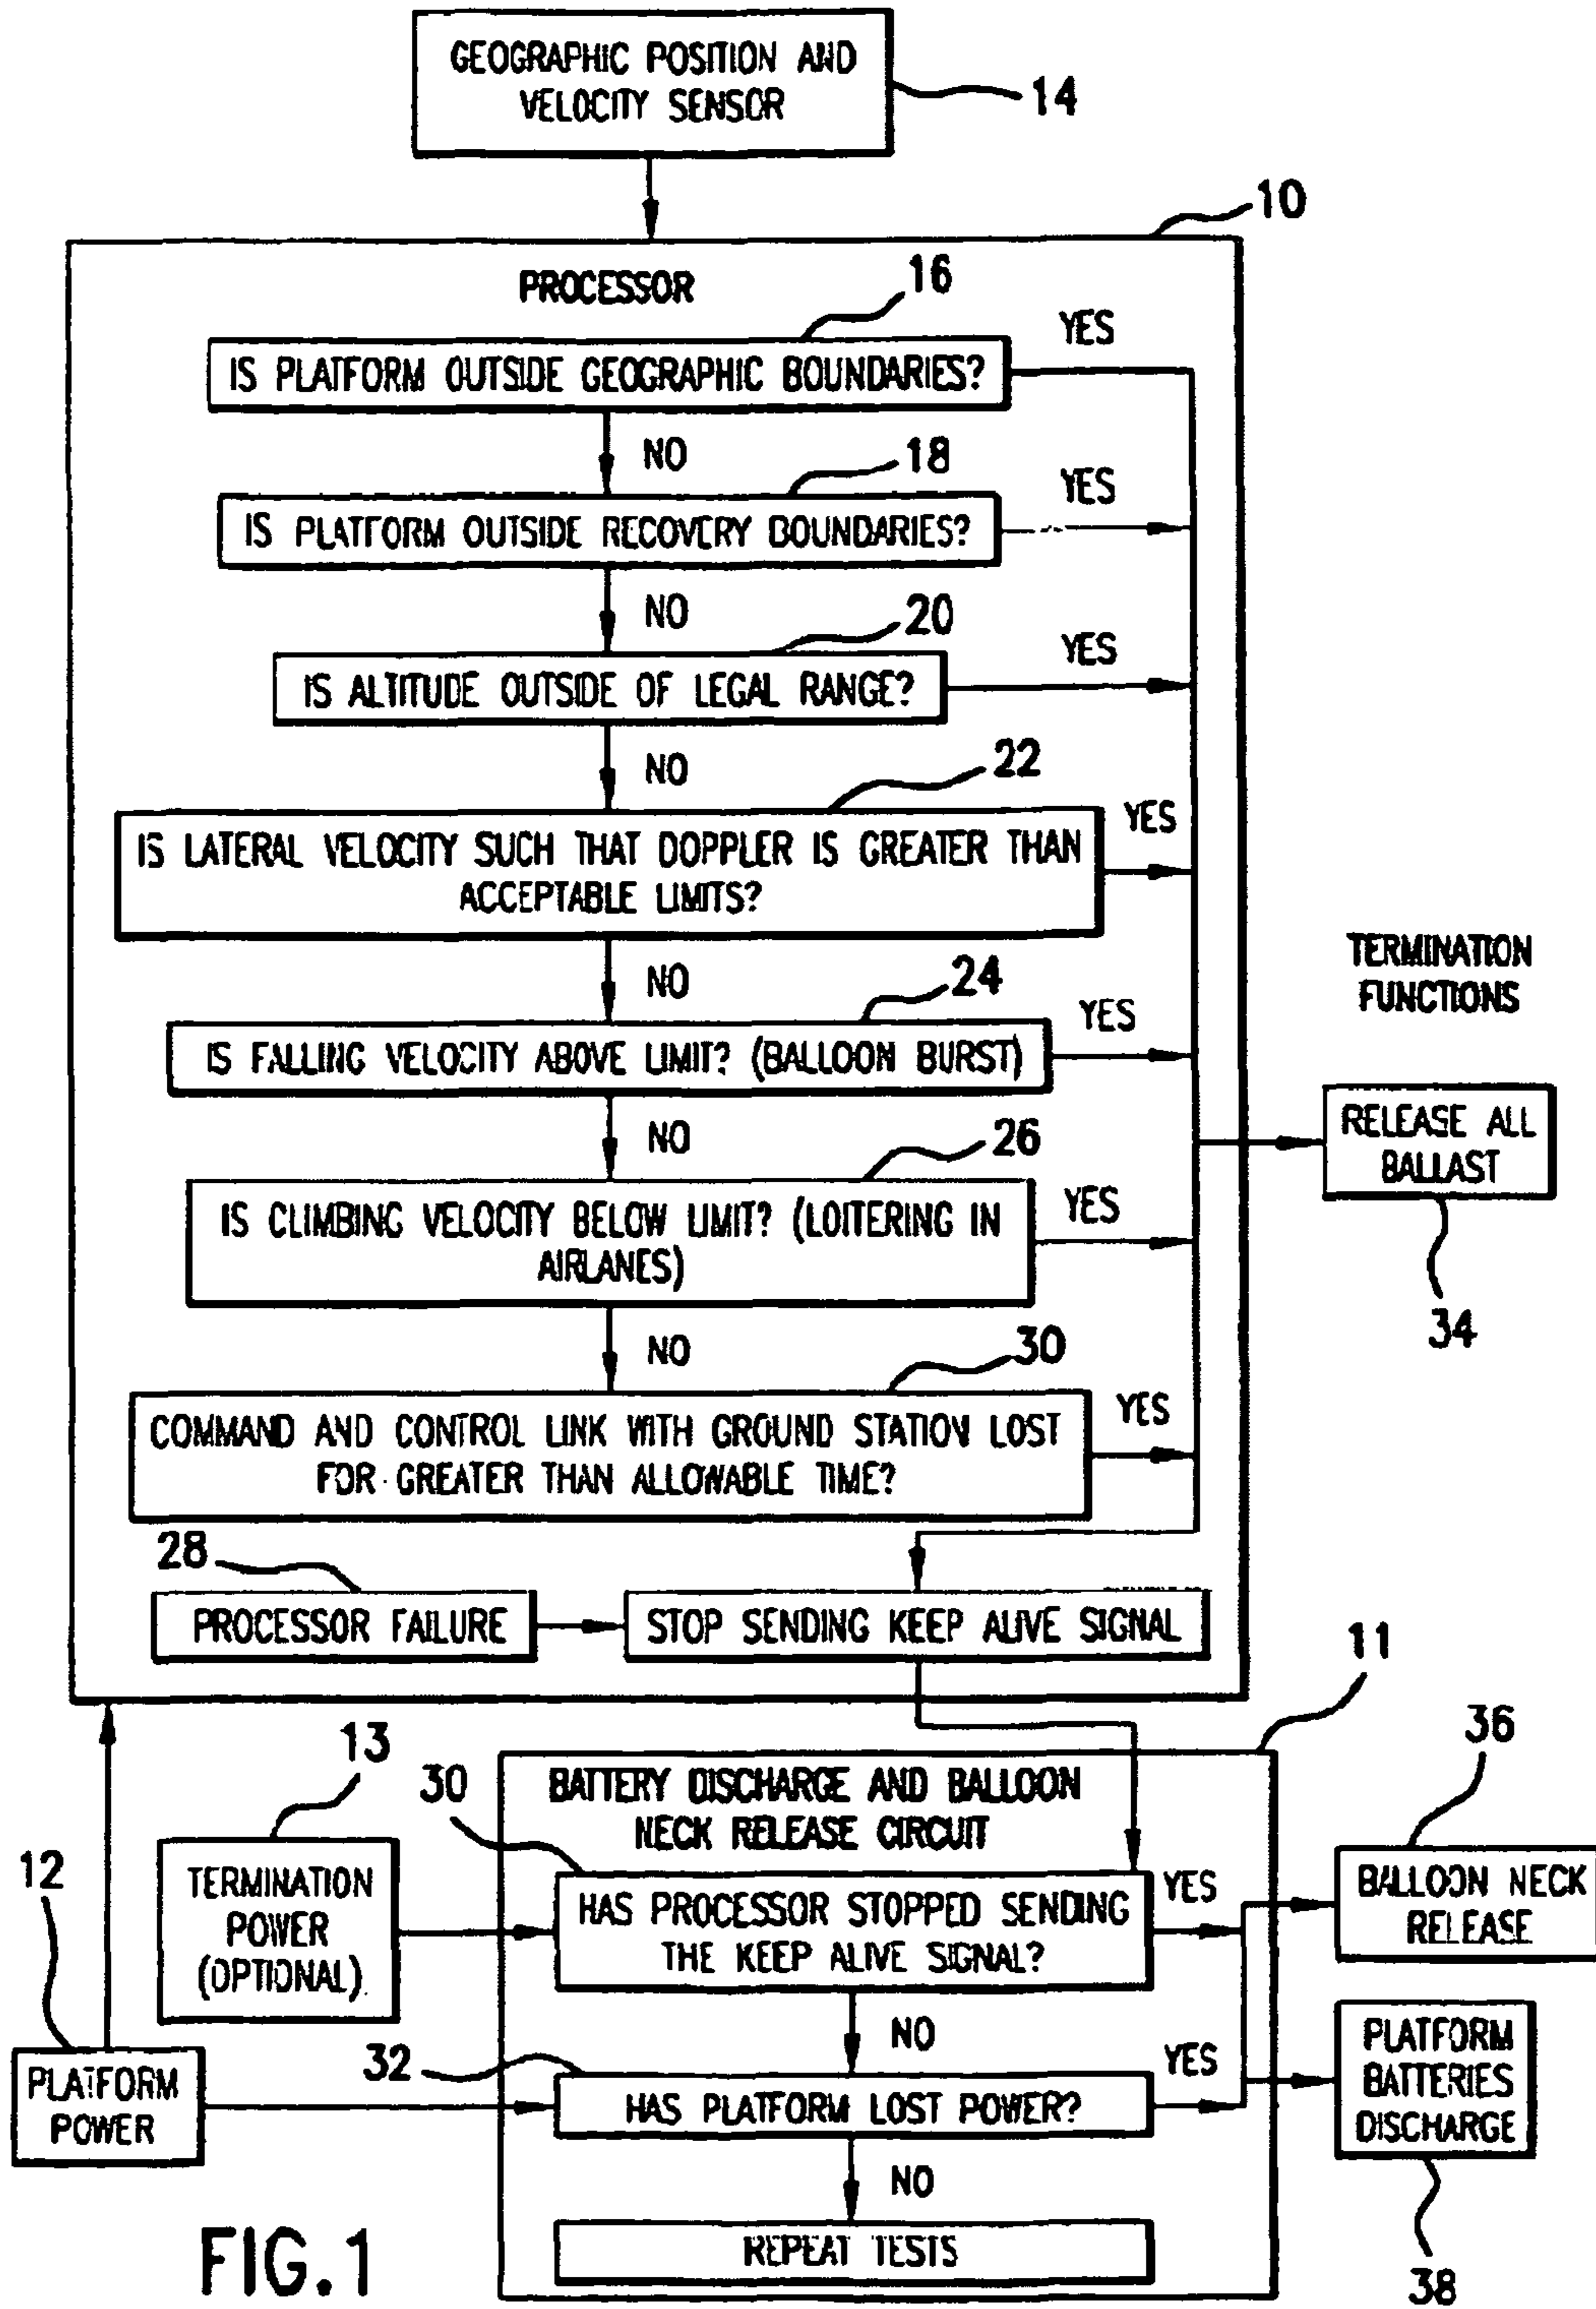 GEOGRAPHIC POSITION AND
VELOCITY SENSOR
14
10
PROCESSOR
16
IS PLATFORM OUTSIDE GEOGRAPHIC BOUNDARIES?
YES
NO
18
IS PLATFORM OUTSIDE RECOVERY BOUNDARIES?
YES
NO
20
IS ALTITUDE OUTSIDE OF LEGAL RANGE?
YES
NO
22
IS LATERAL VELOCITY SUCH THAT DOPPLER IS GREATER THAN
ACCEPTABLE LIMITS?
YES
NO
24
IS FALLING VELOCITY ABOVE LIMIT? (BALLOON BURST)
YES
NO
26
IS CLIMBING VELOCITY BELOW LIMIT? (LOITERING IN
AIRLANES)
YES
NO
30
COMMAND AND CONTROL LINK WITH GROUND STATION LOST
FOR GREATER THAN ALLOWABLE TIME?
YES
28
PROCESSOR FAILURE
STOP SENDING KEEP ALIVE SIGNAL
TERMINATION
FUNCTIONS
RELEASE ALL
BALLAST
34
11
13
TERMINATION
POWER
(OPTIONAL)
12
PLATFORM
POWER
BATTERY DISCHARGE AND BALLOON
NECK RELEASE CIRCUIT
30
HAS PROCESSOR STOPPED SENDING
THE KEEP ALIVE SIGNAL?
YES
NO
32
HAS PLATFORM LOST POWER?
YES
NO
REPEAT TESTS
36
BALLOON NECK
RELEASE
PLATFORM
BATTERIES
DISCHARGE
38
FIG.1